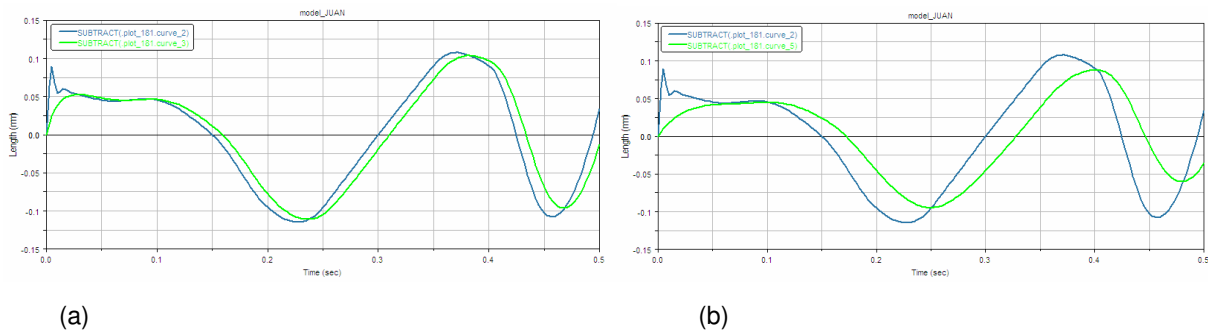 model_JUAN
SUBTRACT(.plot_181.curve_2)
SUBTRACT(.plot_181.curve_3)
Length (mm)
0.15
0.1
0.05
0.0
-0.05
-0.1
-0.15
0.0 0.1 0.2 0.3 0.4 0.5
Time (sec)
(a)
model_JUAN
SUBTRACT(.plot_181.curve_2)
SUBTRACT(.plot_181.curve_5)
Length (mm)
0.15
0.1
0.05
0.0
-0.05
-0.1
-0.15
0.0 0.1 0.2 0.3 0.4 0.5
Time (sec)
(b)